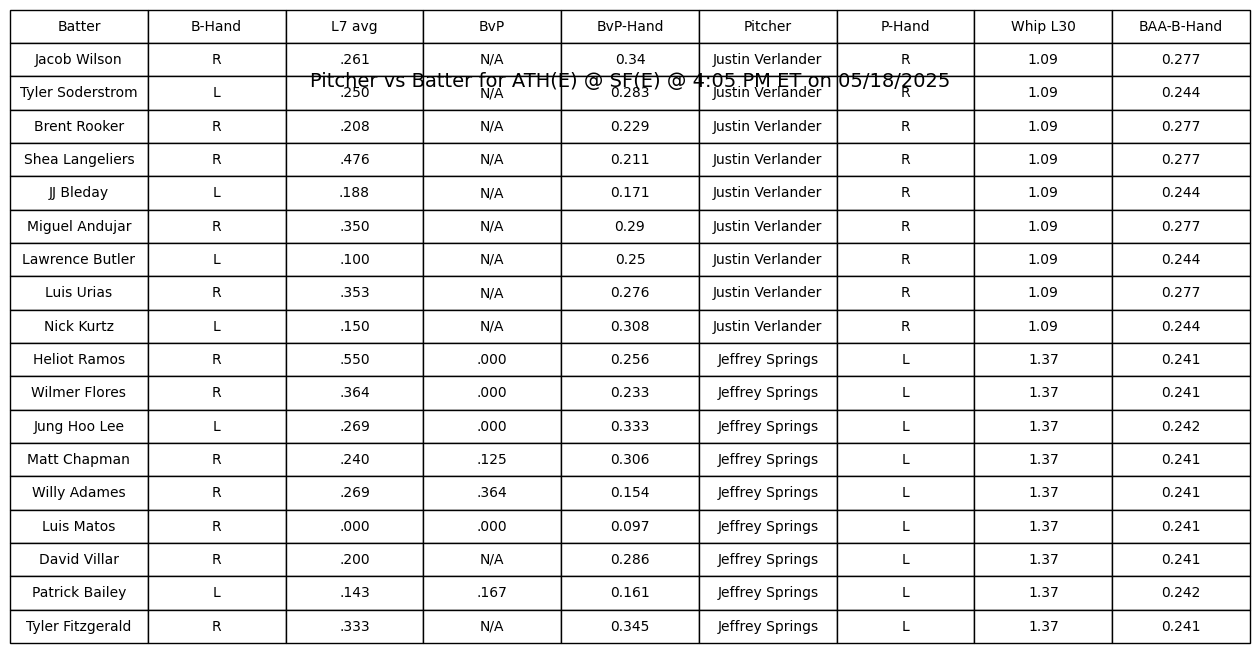 Batter B-Hand L7 avg BvP BvP-Hand Pitcher P-Hand Whip L30 BAA-B-Hand
Jacob Wilson R .261 N/A 0.34 Justin Verlander R 1.09 0.277
Pitcher vs Batter for ATH(E) @ SF(E) @ 4:05 PM ET on 05/18/2025
Tyler Soderstrom L .250 N/A 0.283 Justin Verlander R 1.09 0.244
Brent Rooker R .208 N/A 0.229 Justin Verlander R 1.09 0.277
Shea Langeliers R .476 N/A 0.211 Justin Verlander R 1.09 0.277
JJ Bleday L .188 N/A 0.171 Justin Verlander R 1.09 0.244
Miguel Andujar R .350 N/A 0.29 Justin Verlander R 1.09 0.277
Lawrence Butler L .100 N/A 0.25 Justin Verlander R 1.09 0.244
Luis Urias R .353 N/A 0.276 Justin Verlander R 1.09 0.277
Nick Kurtz L .150 N/A 0.308 Justin Verlander R 1.09 0.244
Heliot Ramos R .550 .000 0.256 Jeffrey Springs L 1.37 0.241
Wilmer Flores R .364 .000 0.233 Jeffrey Springs L 1.37 0.241
Jung Hoo Lee L .269 .000 0.333 Jeffrey Springs L 1.37 0.242
Matt Chapman R .240 .125 0.306 Jeffrey Springs L 1.37 0.241
Willy Adames R .269 .364 0.154 Jeffrey Springs L 1.37 0.241
Luis Matos R .000 .000 0.097 Jeffrey Springs L 1.37 0.241
David Villar R .200 N/A 0.286 Jeffrey Springs L 1.37 0.241
Patrick Bailey L .143 .167 0.161 Jeffrey Springs L 1.37 0.242
Tyler Fitzgerald R .333 N/A 0.345 Jeffrey Springs L 1.37 0.241